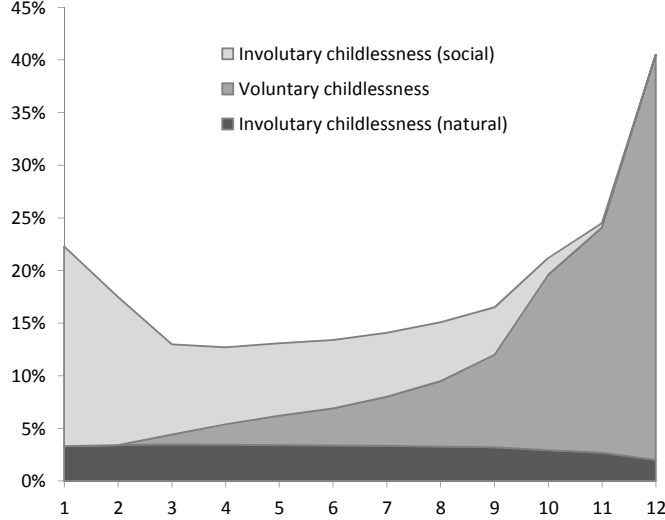 45%
40%
35%
30%
25%
20%
15%
10%
5%
0%
Involutary childlessness (social)
Voluntary childlessness
Involutary childlessness (natural)
1 2 3 4 5 6 7 8 9 10 11 12